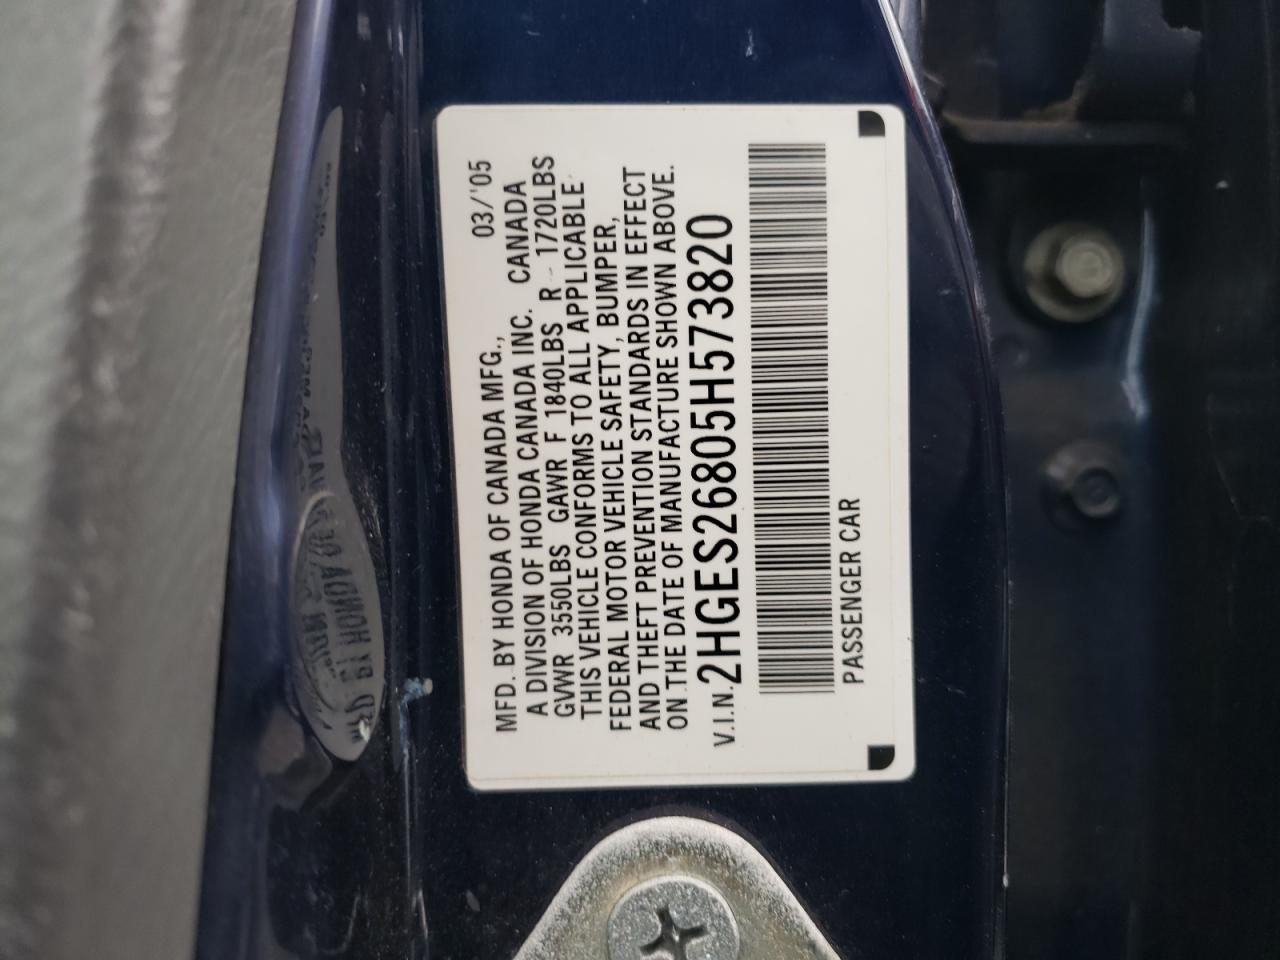 03/'05
MFD. BY HONDA OF CANADA MFG.,
A DIVISION OF HONDA CANADA INC. CANADA
GVWR 3550LBS GAWR F 1840LBS R 1720LBS
THIS VEHICLE CONFORMS TO ALL APPLICABLE
FEDERAL MOTOR VEHICLE SAFETY, BUMPER,
AND THEFT PREVENTION STANDARDS IN EFFECT
ON THE DATE OF MANUFACTURE SHOWN ABOVE.
V.I.N. 2HGES26805H573820
PASSENGER CAR